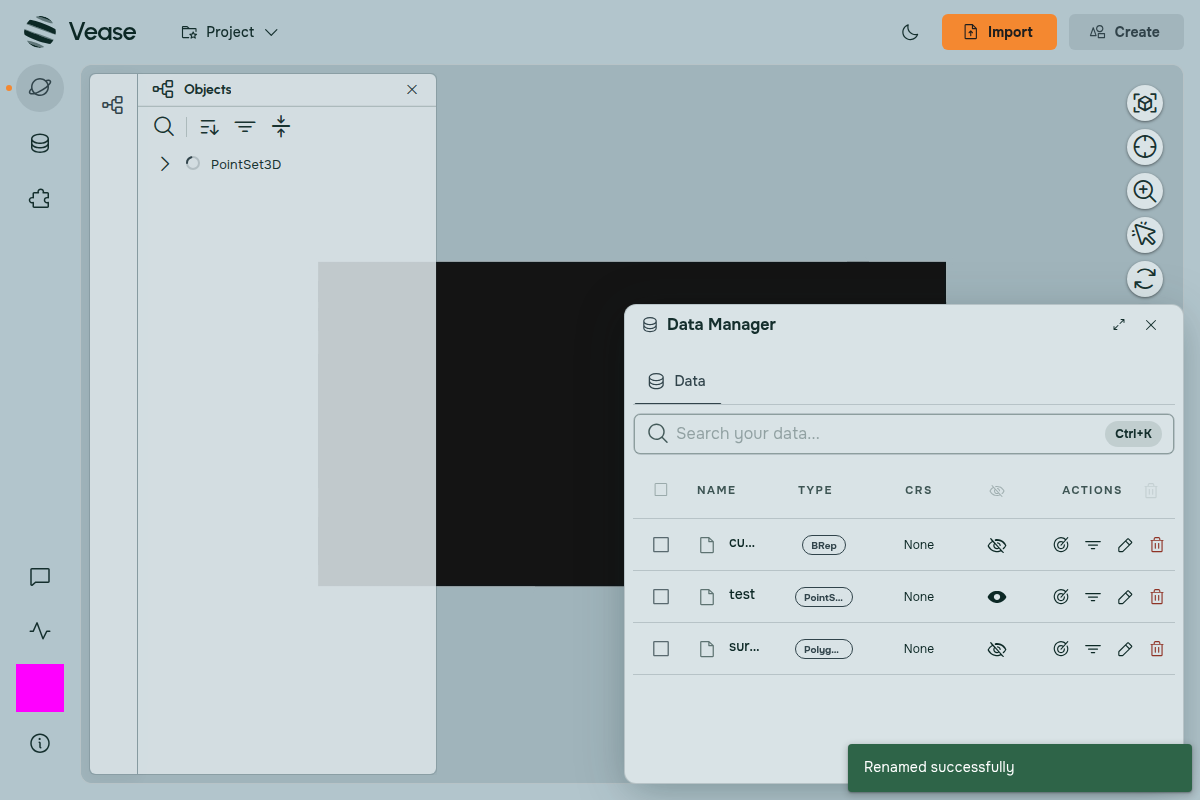 Vease
Project
Import
Create
Objects
PointSet3D
Data Manager
Data
Search your data...
Ctrl+K
NAME TYPE CRS ACTIONS
cu... BRep None
test PointS... None
sur... Polyg... None
Renamed successfully